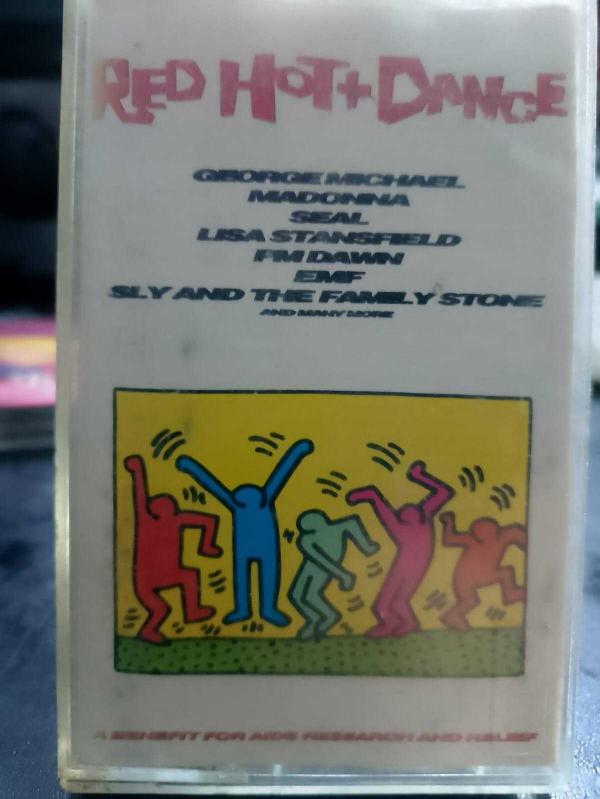 RED HOT + DANCE
GEORGE MICHAEL
MADONNA
SEAL
LISA STANSFIELD
PM DAWN
EMF
SLY AND THE FAMILY STONE
AND MANY MORE
A BENEFIT FOR AIDS RESEARCH AND RELIEF